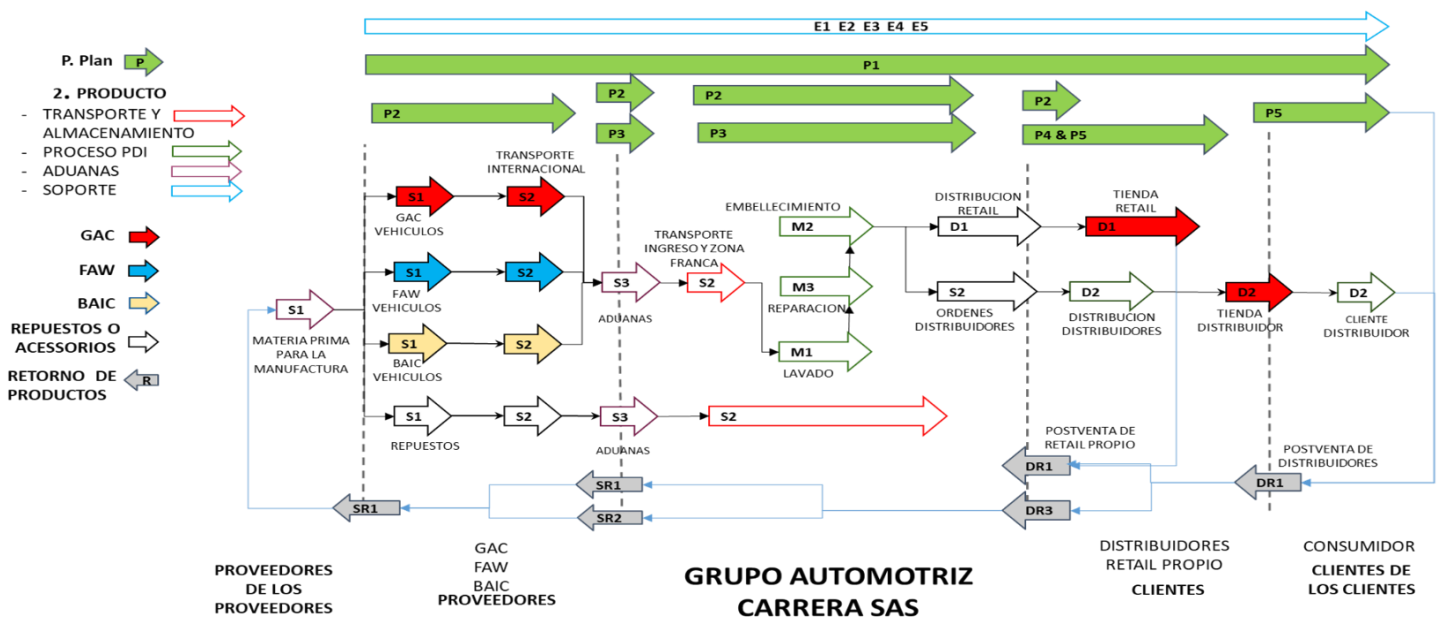 E1 E2 E3 E4 E5
P. Plan P
P1
2. PRODUCTO
- TRANSPORTE Y
ALMACENAMIENTO
- PROCESO PDI
- ADUANAS
- SOPORTE
P2
P2
P2
P2
P5
P3
P3
P4 & P5
GAC
FAW
BAIC
REPUESTOS O
ACESSORIOS
RETORNO DE
PRODUCTOS
R
S1
MATERIA PRIMA
PARA LA
MANUFACTURA
TRANSPORTE
INTERNACIONAL
S1
GAC
VEHICULOS
S2
S1
FAW
VEHICULOS
S2
S1
BAIC
VEHICULOS
S2
S1
REPUESTOS
S2
S3
ADUANAS
S3
ADUANAS
TRANSPORTE
INGRESO Y ZONA
FRANCA
S2
S2
EMBELLECIMIENTO
M2
M3
REPARACION
M1
LAVADO
DISTRIBUCION
RETAIL
D1
TIENDA
RETAIL
D1
S2
ORDENES
DISTRIBUIDORES
D2
DISTRIBUCION
DISTRIBUIDORES
D2
TIENDA
DISTRIBUIDOR
D2
CLIENTE
DISTRIBUIDOR
POSTVENTA DE
RETAIL PROPIO
DR1
DR3
POSTVENTA DE
DISTRIBUIDORES
DR1
SR1
SR2
SR1
PROVEEDORES
DE LOS
PROVEEDORES
GAC
FAW
BAIC
PROVEEDORES
GRUPO AUTOMOTRIZ
CARRERA SAS
DISTRIBUIDORES
RETAIL PROPIO
CLIENTES
CONSUMIDOR
CLIENTES DE
LOS CLIENTES